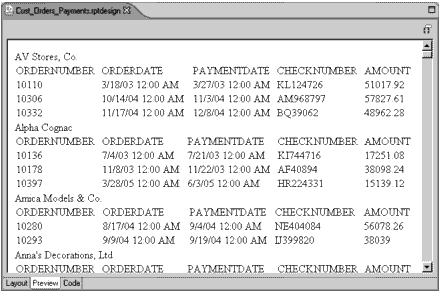 Cust_Orders_Payments.rptdesign
AV Stores, Co.
ORDERNUMBER ORDERDATE PAYMENTDATE CHECKNUMBER AMOUNT
10110 3/18/03 12:00 AM 3/27/03 12:00 AM KL124726 51017.92
10306 10/14/04 12:00 AM 11/3/04 12:00 AM AM968797 57827.61
10332 11/17/04 12:00 AM 12/8/04 12:00 AM BQ39062 48962.28
Alpha Cognac
ORDERNUMBER ORDERDATE PAYMENTDATE CHECKNUMBER AMOUNT
10136 7/4/03 12:00 AM 7/21/03 12:00 AM KI744716 17251.08
10178 11/8/03 12:00 AM 11/22/03 12:00 AM AF40894 38098.24
10397 3/28/05 12:00 AM 6/3/05 12:00 AM HR224331 15139.12
Amica Models & Co.
ORDERNUMBER ORDERDATE PAYMENTDATE CHECKNUMBER AMOUNT
10280 8/17/04 12:00 AM 9/4/04 12:00 AM NE404084 56078.26
10293 9/9/04 12:00 AM 9/19/04 12:00 AM IJ399820 38039
Anna's Decorations, Ltd
ORDERNUMBER ORDERDATE PAYMENTDATE CHECKNUMBER AMOUNT
Layout Preview Code